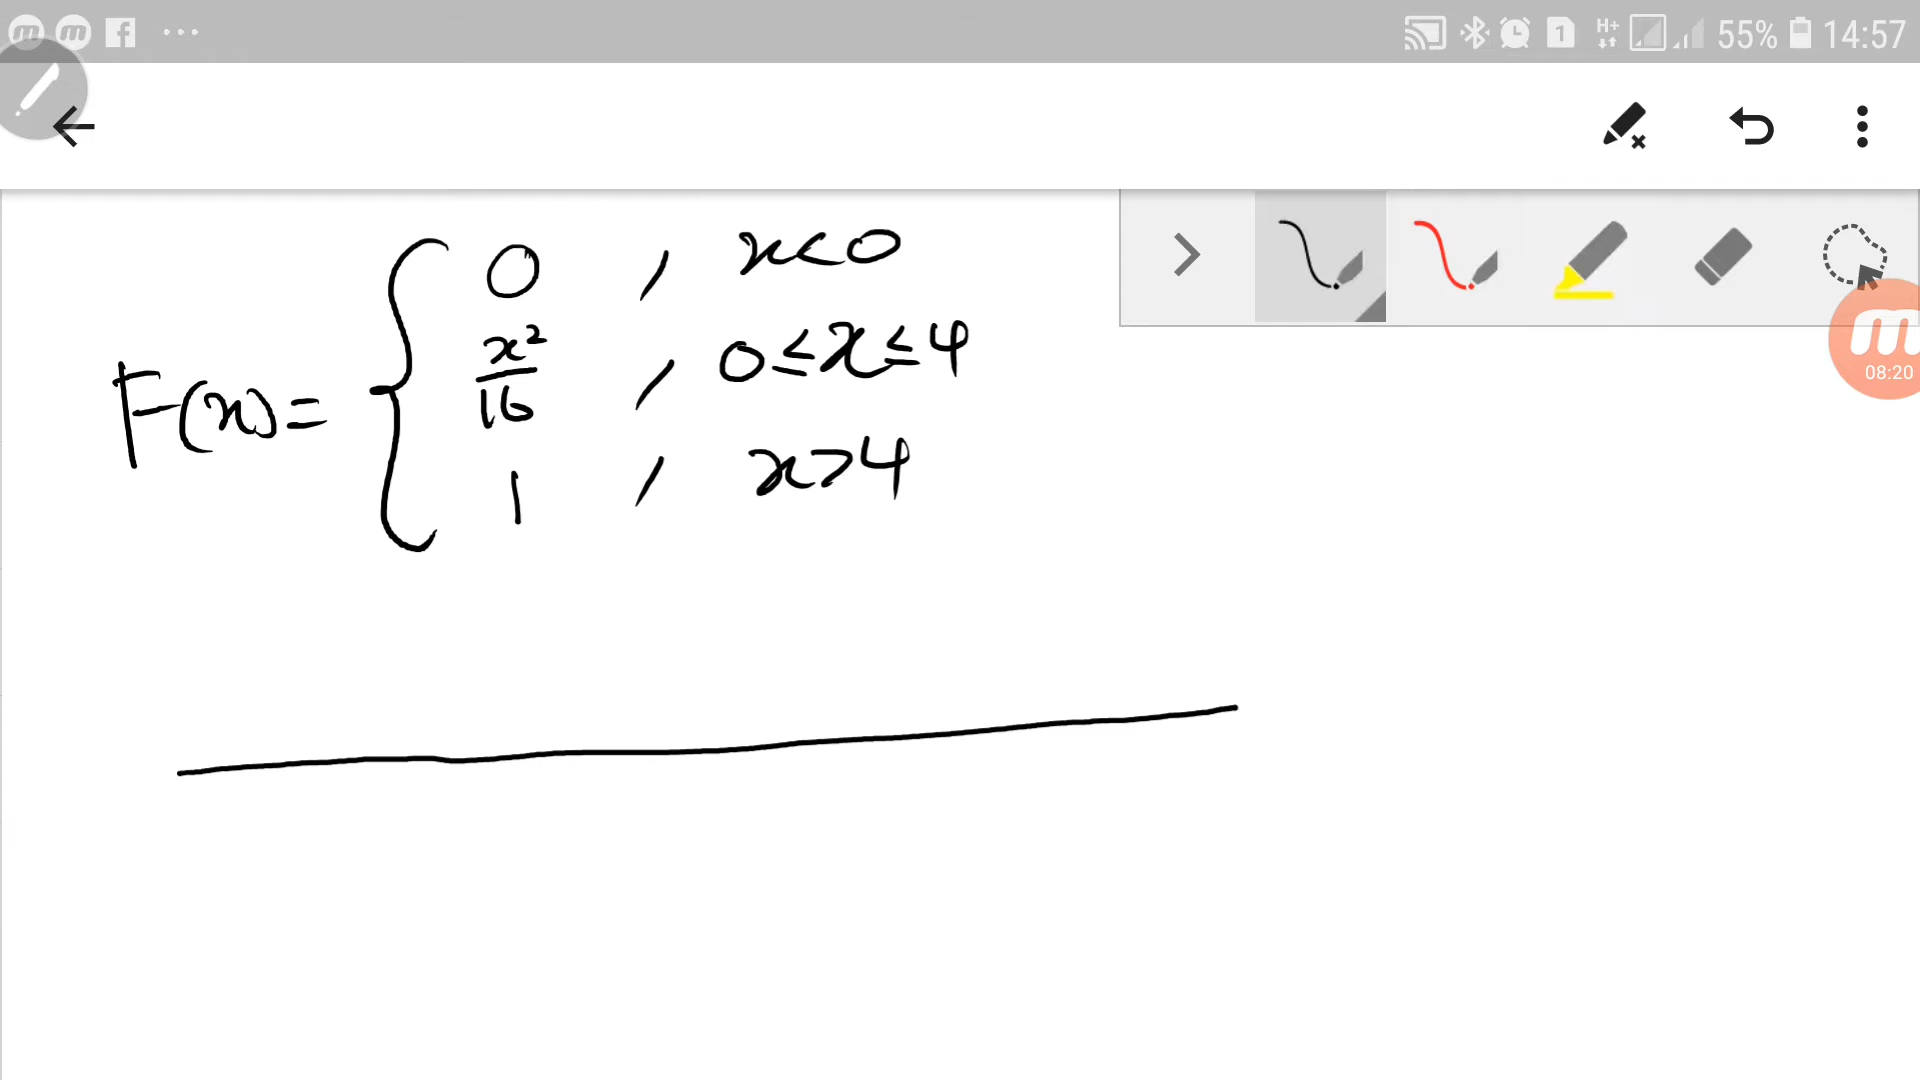 55% 14:57
08:20
0 , x<0
F(x)= x²/16 , 0≤x≤4
1 , x>4